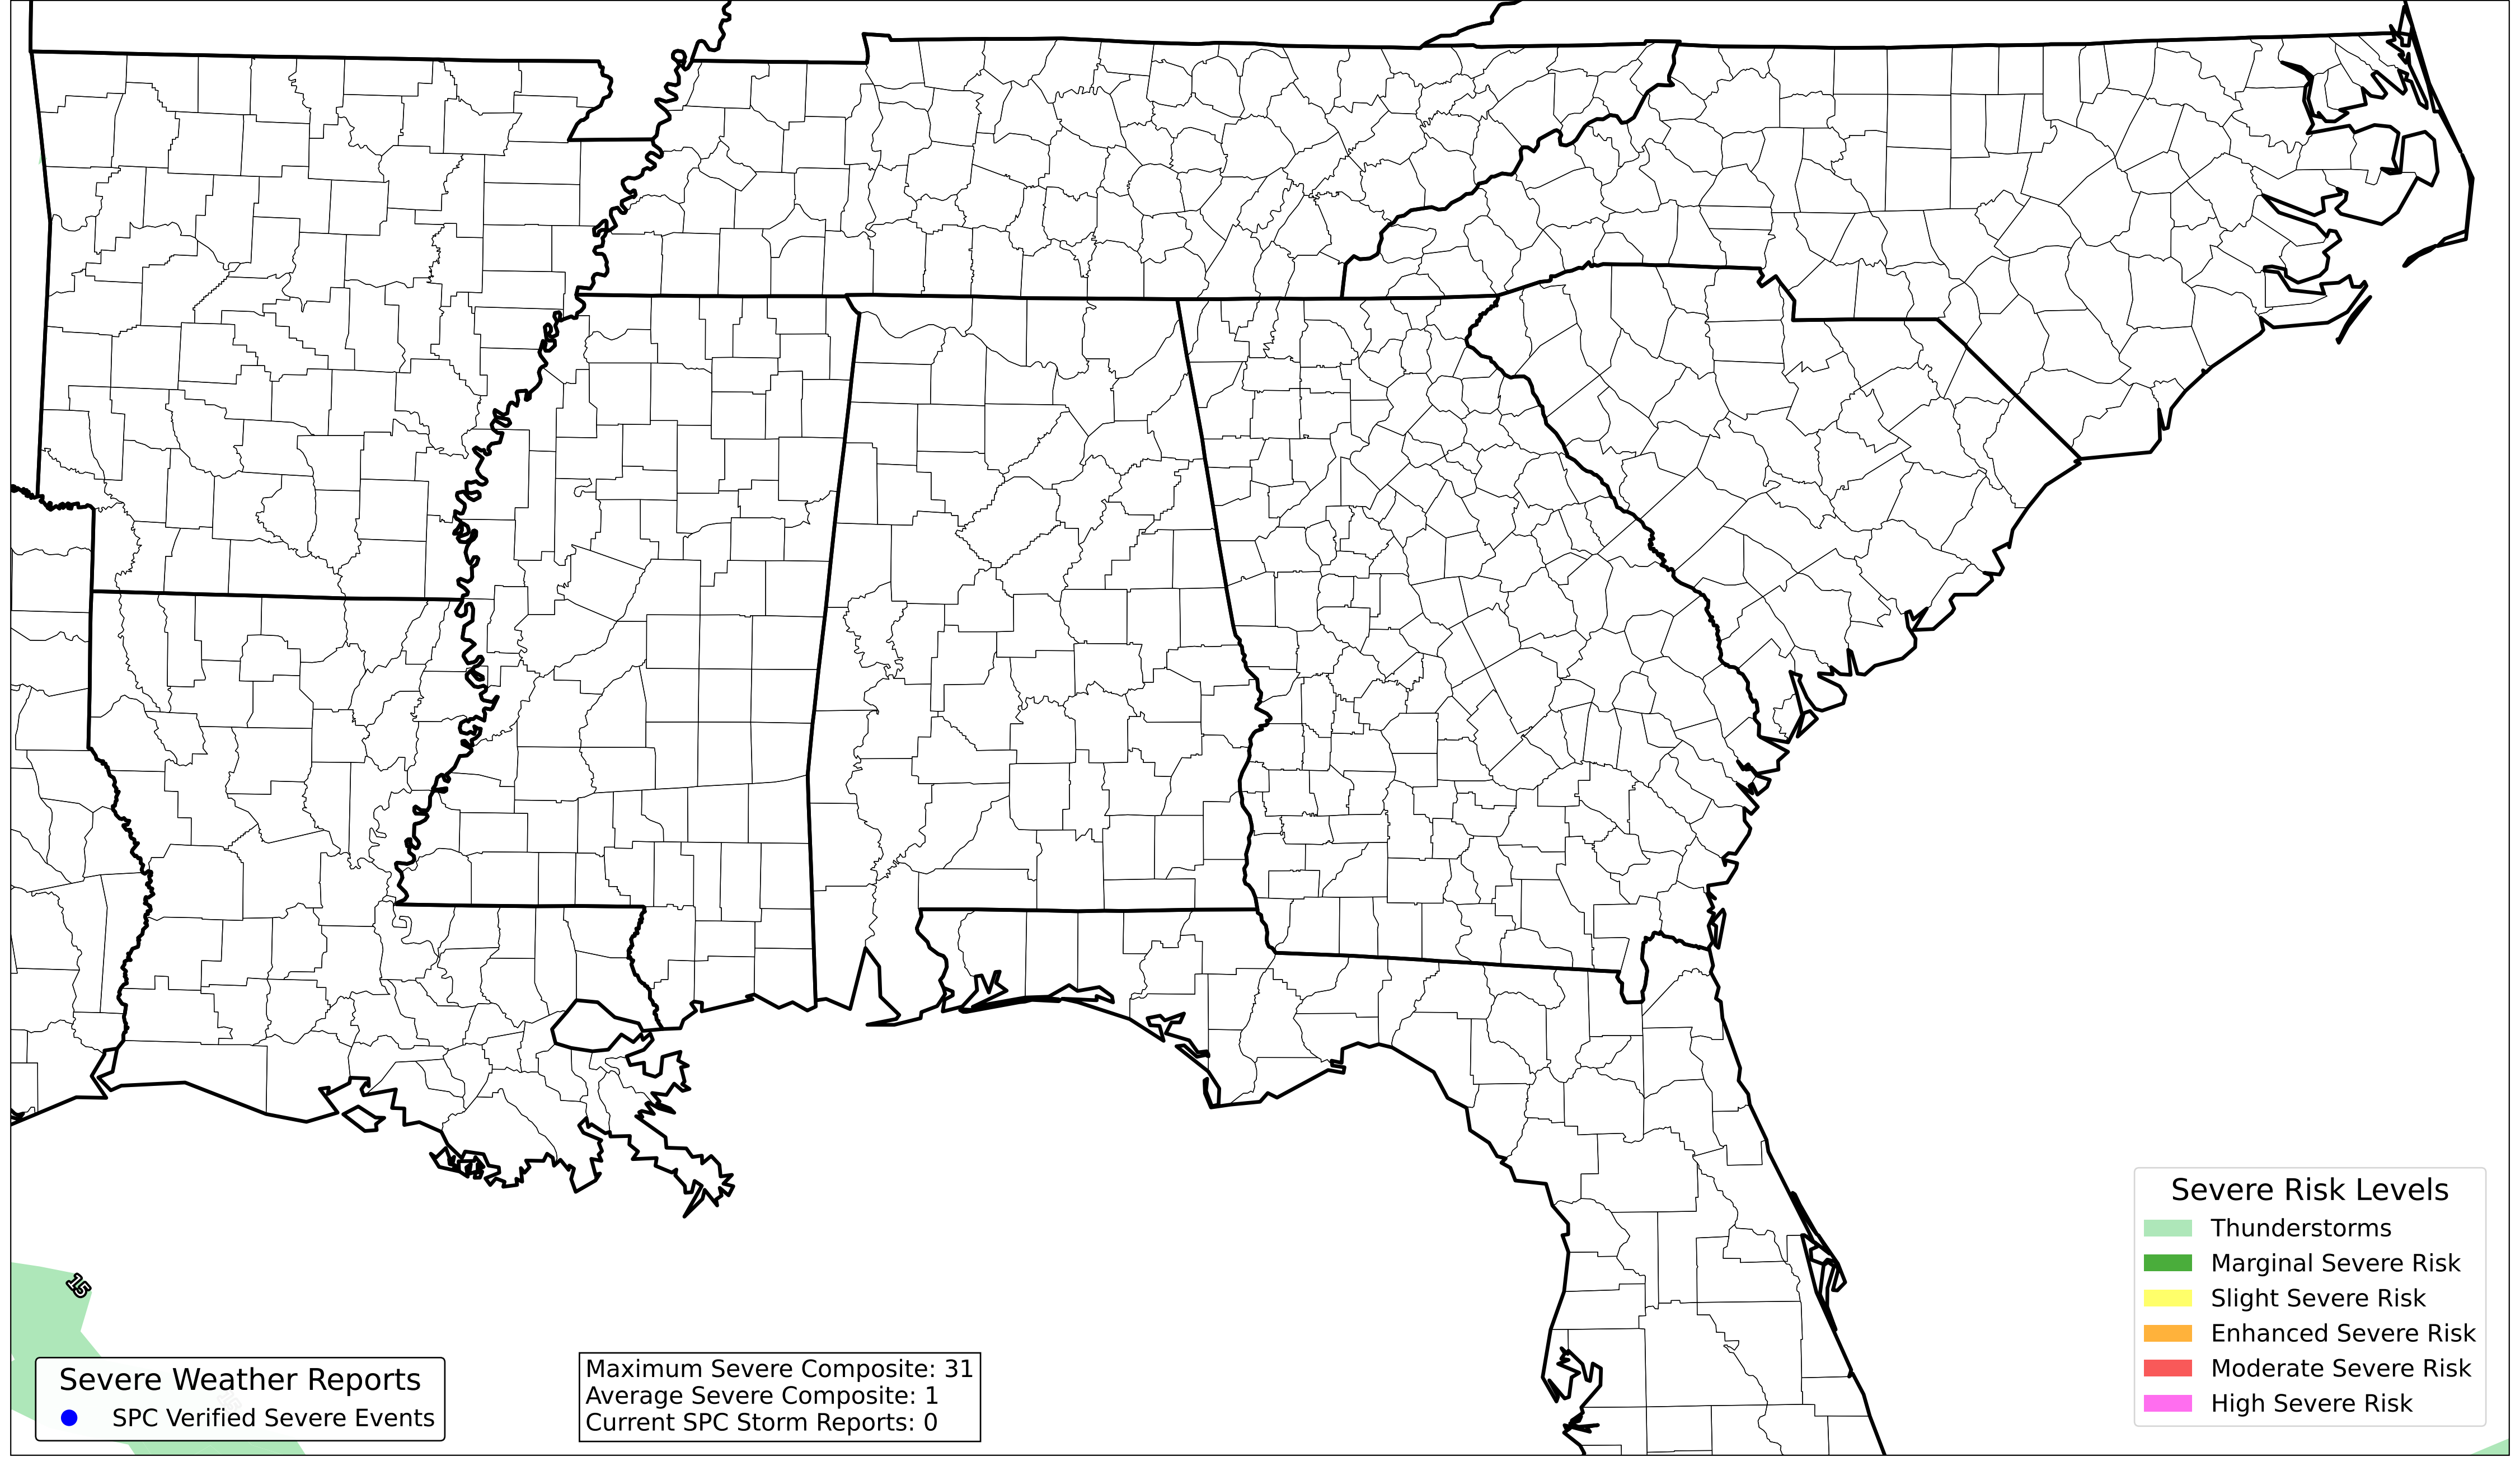 15
Severe Weather Reports
SPC Verified Severe Events
Maximum Severe Composite: 31
Average Severe Composite: 1
Current SPC Storm Reports: 0
Severe Risk Levels
Thunderstorms
Marginal Severe Risk
Slight Severe Risk
Enhanced Severe Risk
Moderate Severe Risk
High Severe Risk